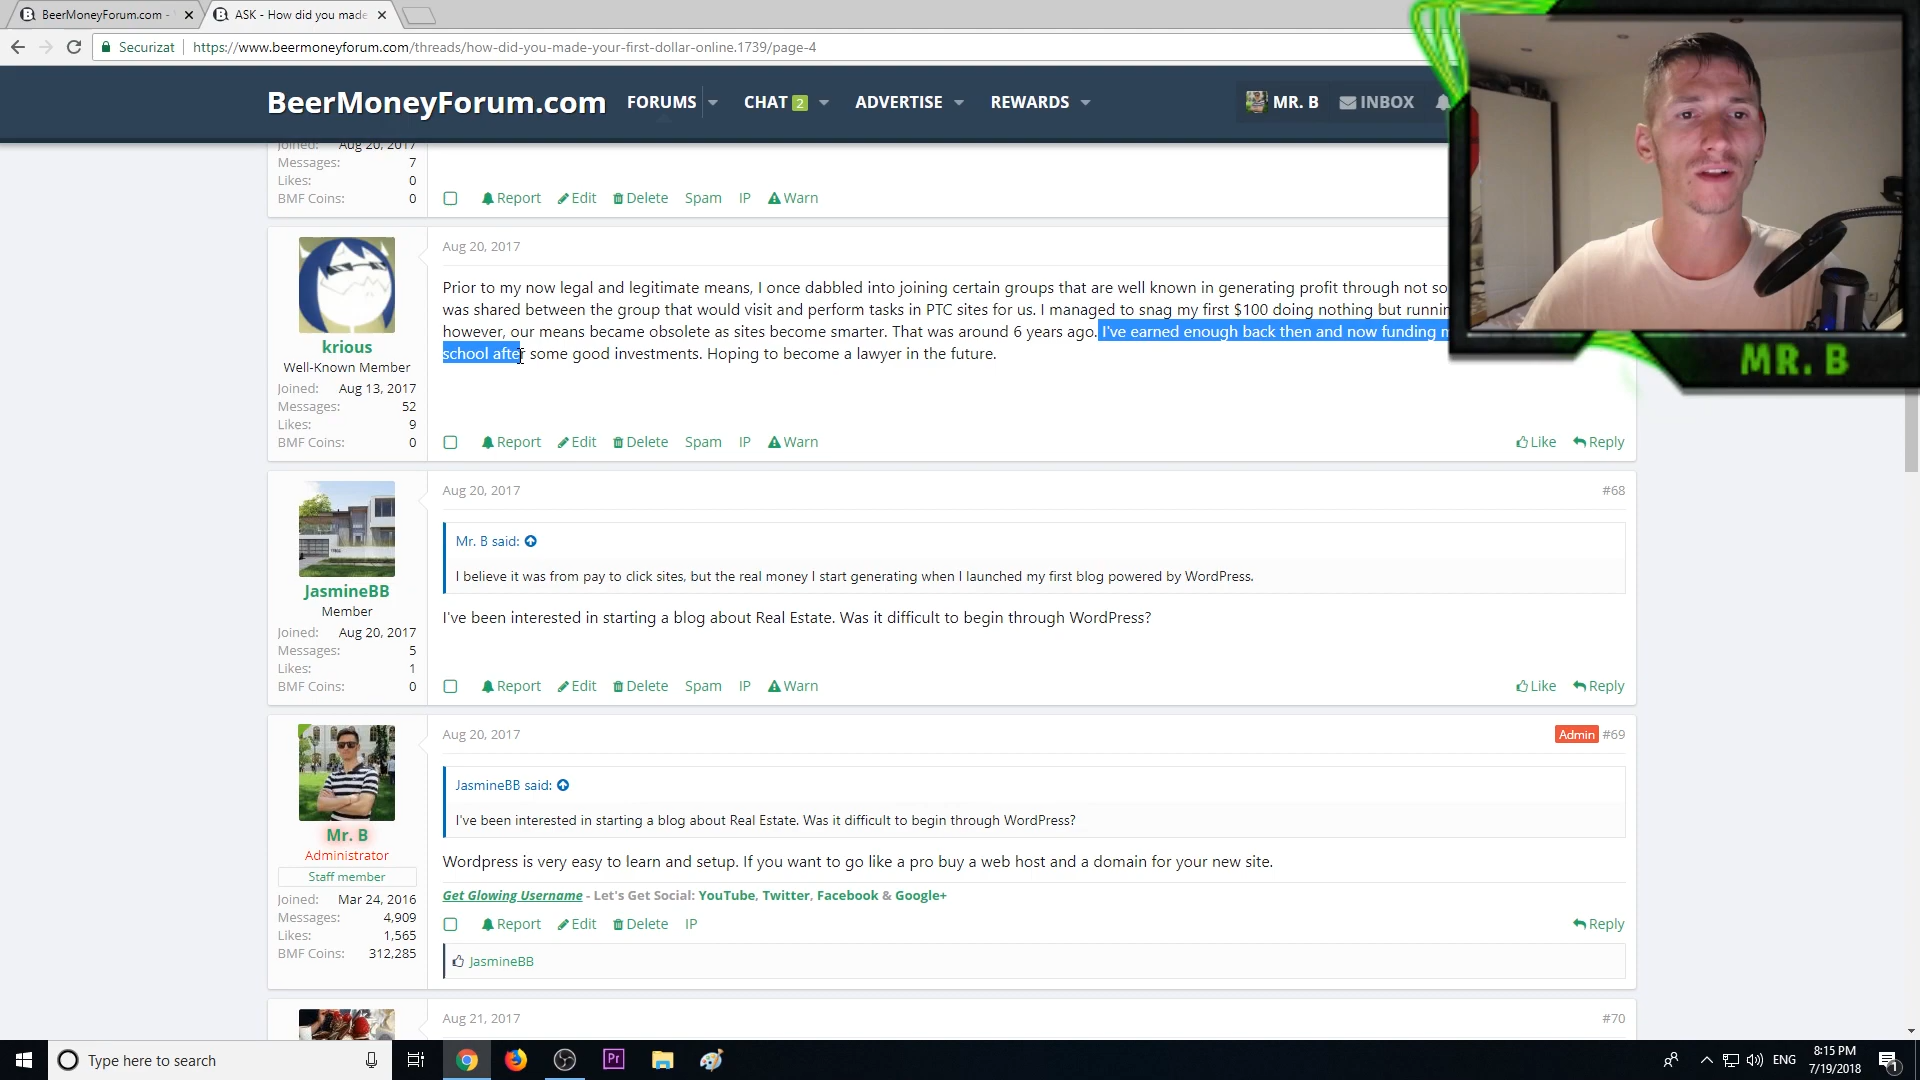 BeerMoneyForum.com -
ASK - How did you made
Securizat
https://www.beermoneyforum.com/threads/how-did-you-made-your-first-dollar-online.1739/page-4
BeerMoneyForum.com FORUMS CHAT 2 ADVERTISE REWARDS MR. B INBOX
Joined: Aug 20, 2017
Messages: 7
Likes: 0
BMF Coins: 0
Report Edit Delete Spam IP Warn
krious
Well-Known Member
Joined: Aug 13, 2017
Messages: 52
Likes: 9
BMF Coins: 0
Aug 20, 2017
Prior to my now legal and legitimate means, I once dabbled into joining certain groups that are well known in generating profit through not so
was shared between the group that would visit and perform tasks in PTC sites for us. I managed to snag my first $100 doing nothing but runnin
however, our means became obsolete as sites become smarter. That was around 6 years ago. I've earned enough back then and now funding m
school after some good investments. Hoping to become a lawyer in the future.
Report Edit Delete Spam IP Warn Like Reply
MR. B
JasmineBB
Member
Joined: Aug 20, 2017
Messages: 5
Likes: 1
BMF Coins: 0
Aug 20, 2017 #68
Mr. B said:
I believe it was from pay to click sites, but the real money I start generating when I launched my first blog powered by WordPress.
I've been interested in starting a blog about Real Estate. Was it difficult to begin through WordPress?
Report Edit Delete Spam IP Warn Like Reply
Mr. B
Administrator
Staff member
Joined: Mar 24, 2016
Messages: 4,909
Likes: 1,565
BMF Coins: 312,285
Aug 20, 2017 Admin #69
JasmineBB said:
I've been interested in starting a blog about Real Estate. Was it difficult to begin through WordPress?
Wordpress is very easy to learn and setup. If you want to go like a pro buy a web host and a domain for your new site.
Get Glowing Username - Let's Get Social: YouTube, Twitter, Facebook & Google+
Report Edit Delete IP Reply
JasmineBB
Aug 21, 2017 #70
Type here to search
Pr
ENG
8:15 PM
7/19/2018
1